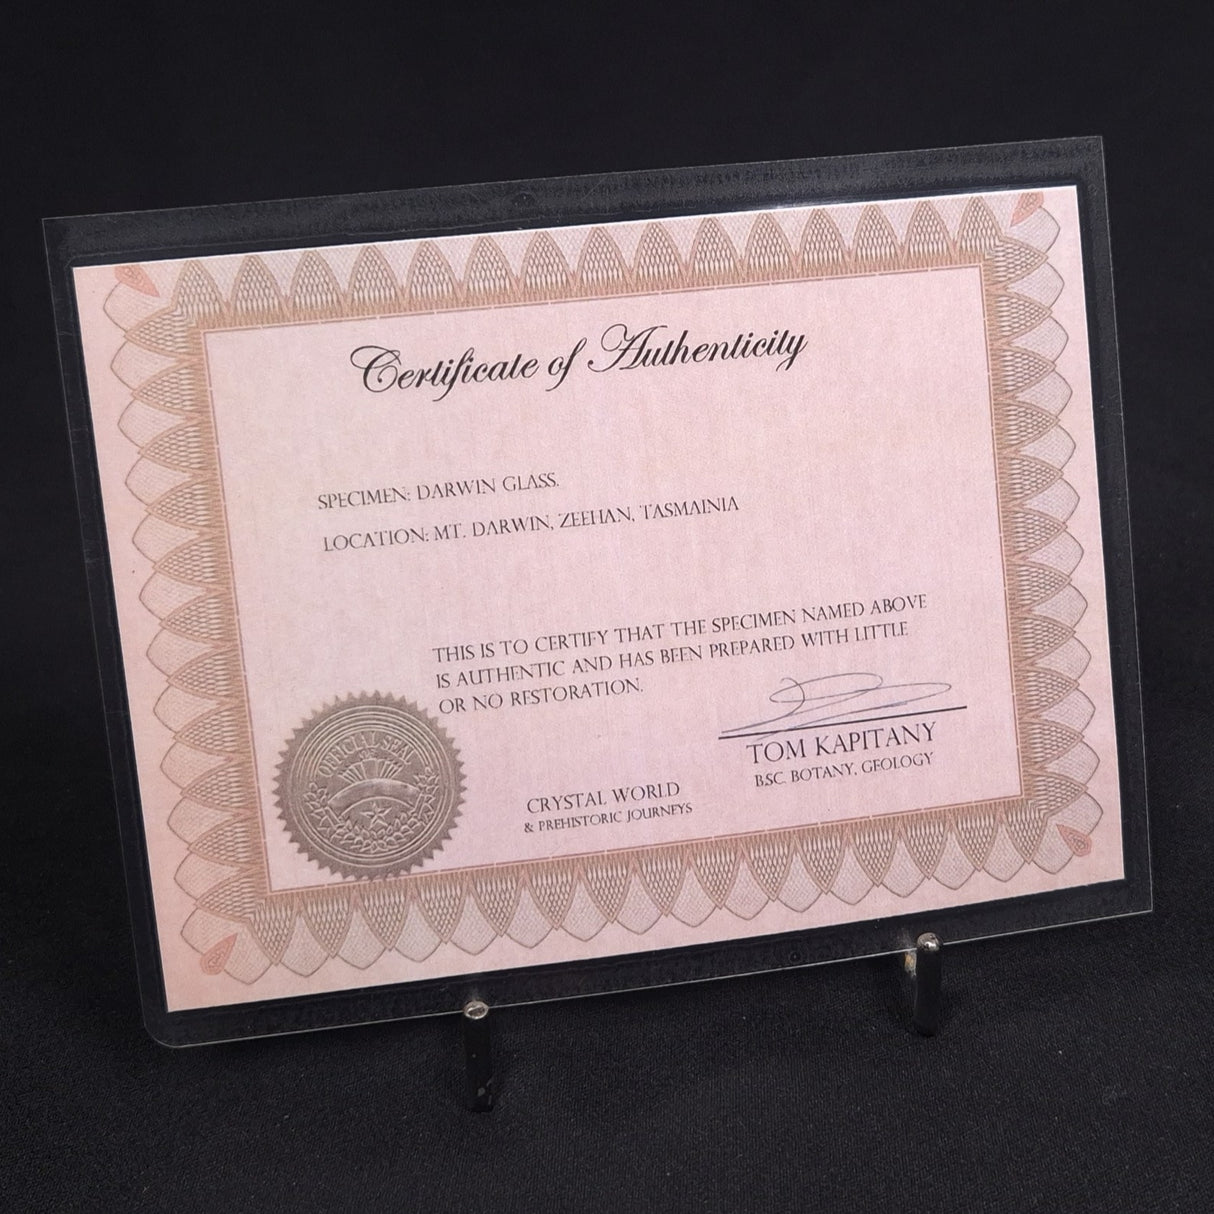 Certificate of Authenticity
SPECIMEN: DARWIN GLASS.
LOCATION: MT. DARWIN, ZEEHAN, TASMAINIA
THIS IS TO CERTIFY THAT THE SPECIMEN NAMED ABOVE
IS AUTHENTIC AND HAS BEEN PREPARED WITH LITTLE
OR NO RESTORATION.
OFFICIAL SEAL
TOM KAPITANY
BSC. BOTANY, GEOLOGY
CRYSTAL WORLD
& PREHISTORIC JOURNEYS